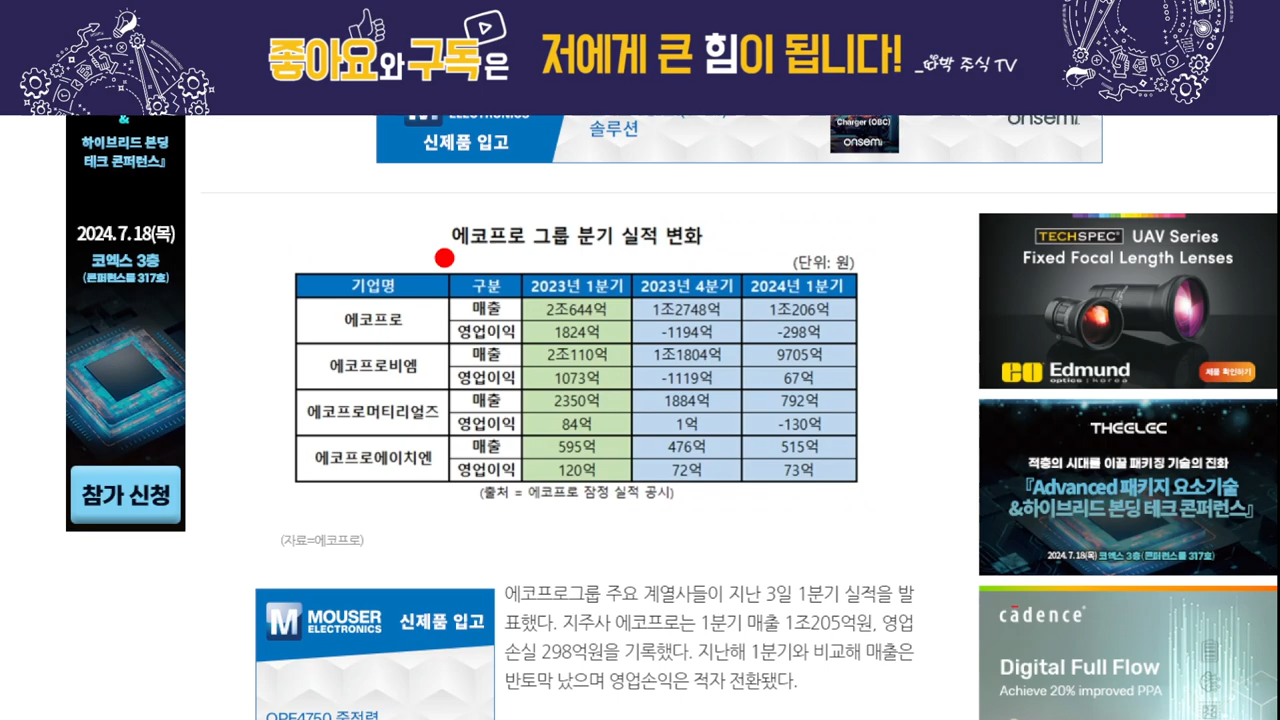 좋아요와 구독은 저에게 큰 힘이 됩니다!
박 주식 TV
&
하이브리드 본딩
테크 콘퍼런스』
2024. 7. 18(목)
코엑스 3층
(콘퍼런스룸 317호)
참가 신청
신제품 입고
솔루션
Charger (OBC)
onsemi
onsemi
에코프로 그룹 분기 실적 변화
(단위: 원)
기업명 구분 2023년 1분기 2023년 4분기 2024년 1분기
에코프로 매출 2조644억 1조2748억 1조206억
영업이익 1824억 -1194억 -298억
에코프로비엠 매출 2조110억 1조1804억 9705억
영업이익 1073억 -1119억 67억
에코프로머티리얼즈 매출 2350억 1884억 792억
영업이익 84억 1억 -130억
에코프로에이치엔 매출 595억 476억 515억
영업이익 120억 72억 73억
(출처 = 에코프로 잠정 실적 공시)
(자료=에코프로)
M MOUSER ELECTRONICS 신제품 입고
에코프로그룹 주요 계열사들이 지난 3일 1분기 실적을 발
표했다. 지주사 에코프로는 1분기 매출 1조205억원, 영업
손실 298억원을 기록했다. 지난해 1분기와 비교해 매출은
반토막 났으며 영업손익은 적자 전환됐다.
TECHSPEC® UAV Series
Fixed Focal Length Lenses
EO Edmund
optics | korea
제품 확인하기
THEELEC
적층의 시대를 이끌 패키징 기술의 진화
『Advanced 패키지 요소기술
&하이브리드 본딩 테크 콘퍼런스』
2024. 7. 18(목) 코엑스 3층(콘퍼런스룸 317호)
cādence®
Digital Full Flow
Achieve 20% improved PPA